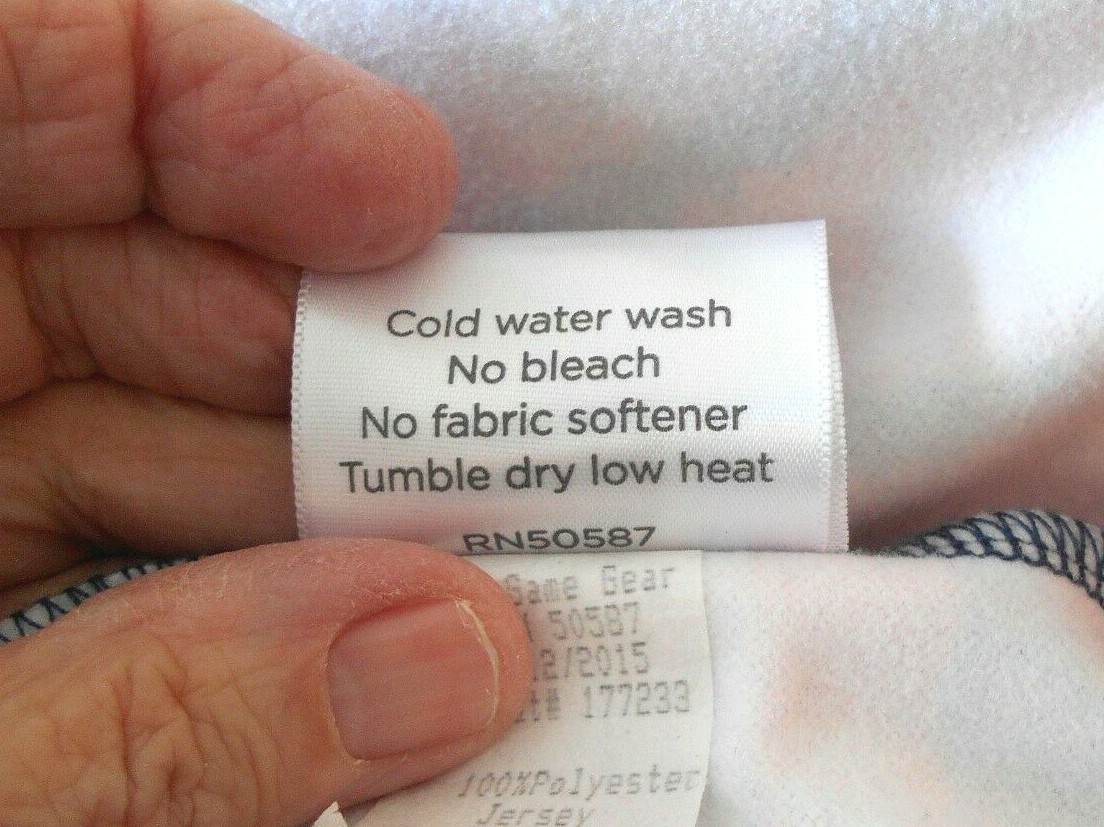 Cold water wash
No bleach
No fabric softener
Tumble dry low heat
RN50587
Same Gear
50587
12/2015
177233
100%Polyester
Jersey